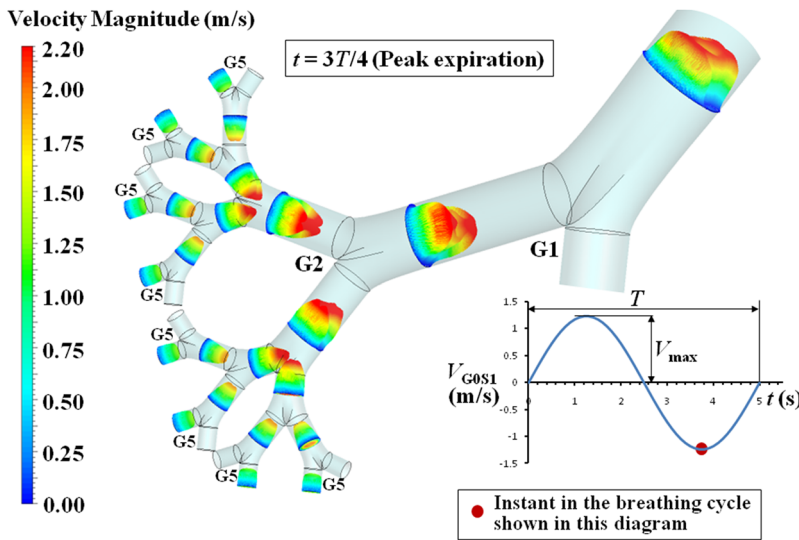 Velocity Magnitude (m/s)
2.20
2.00
1.75
1.50
1.25
1.00
0.75
0.50
0.25
0.00
t = 3T/4 (Peak expiration)
G5
G5
G5
G5
G5
G5
G5
G5
G2
G1
T
1.5
1
0.5
0
-0.5
-1
-1.5
V_G0S1
(m/s)
V_max
0 1 2 3 4 5 t (s)
Instant in the breathing cycle
shown in this diagram